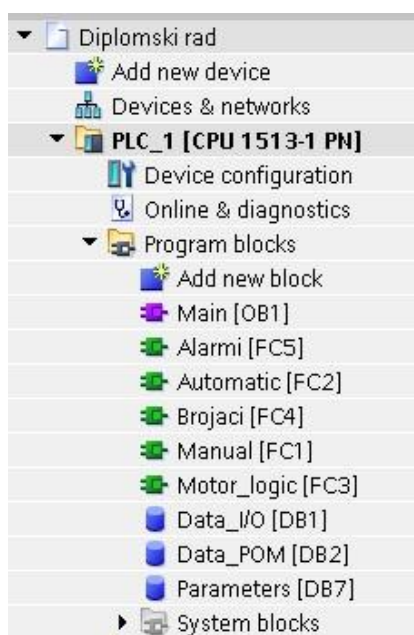 Diplomski rad
Add new device
Devices & networks
PLC_1 [CPU 1513-1 PN]
Device configuration
Online & diagnostics
Program blocks
Add new block
Main [OB1]
Alarmi [FC5]
Automatic [FC2]
Brojaci [FC4]
Manual [FC1]
Motor_logic [FC3]
Data_I/O [DB1]
Data_POM [DB2]
Parameters [DB7]
System blocks